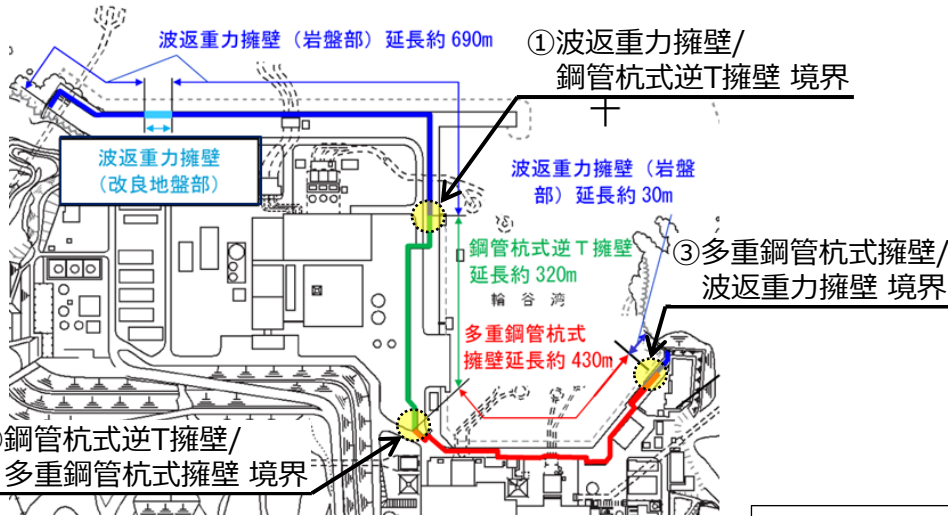 波返重力擁壁（岩盤部）延長約 690m
①波返重力擁壁/
鋼管杭式逆T擁壁 境界
波返重力擁壁
（改良地盤部）
波返重力擁壁（岩盤
部）延長約 30m
鋼管杭式逆Ｔ擁壁
延長約 320m
③多重鋼管杭式擁壁/
波返重力擁壁 境界
輪 谷 湾
多重鋼管杭式
擁壁延長約 430m
鋼管杭式逆T擁壁/
多重鋼管杭式擁壁 境界